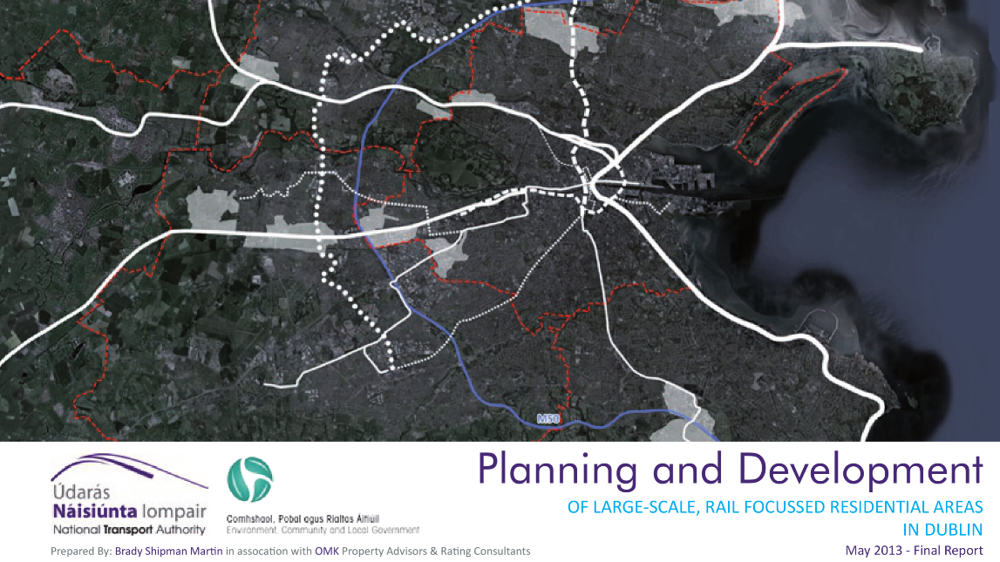 M50
Planning and Development
OF LARGE-SCALE, RAIL FOCUSSED RESIDENTIAL AREAS
IN DUBLIN
May 2013 - Final Report
Údarás
Náisiúnta Iompair
National Transport Authority
Comhshaol, Pobal agus Rialtas Áitiúil
Environment, Community and Local Government
Prepared By: Brady Shipman Martin in assocation with OMK Property Advisors & Rating Consultants